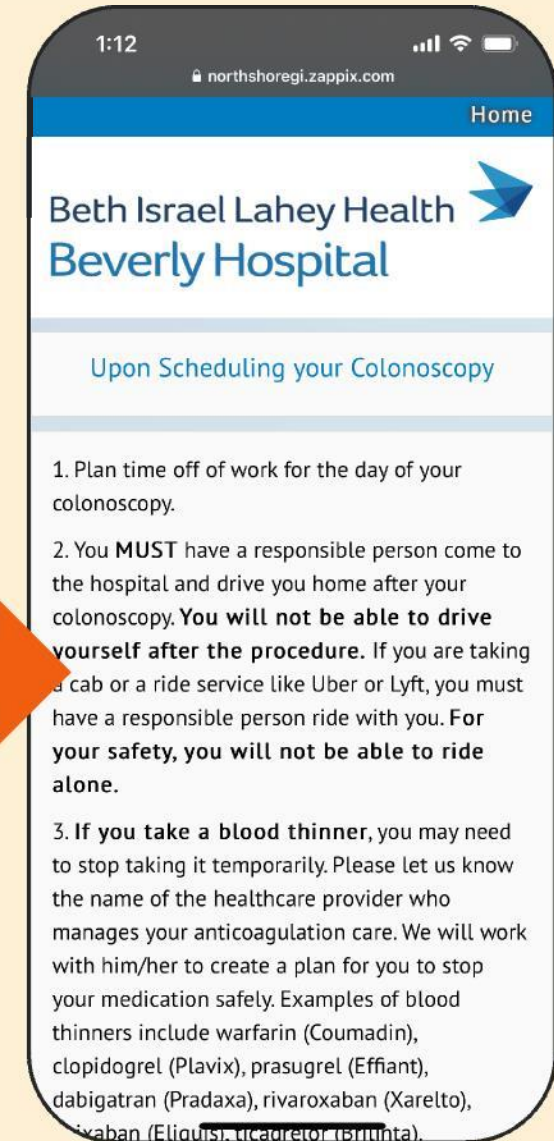 1:12
northshoregi.zappix.com
Home
Beth Israel Lahey Health
Beverly Hospital
Upon Scheduling your Colonoscopy
1. Plan time off of work for the day of your
colonoscopy.
2. You MUST have a responsible person come to
the hospital and drive you home after your
colonoscopy. You will not be able to drive
yourself after the procedure. If you are taking
a cab or a ride service like Uber or Lyft, you must
have a responsible person ride with you. For
your safety, you will not be able to ride
alone.
3. If you take a blood thinner, you may need
to stop taking it temporarily. Please let us know
the name of the healthcare provider who
manages your anticoagulation care. We will work
with him/her to create a plan for you to stop
your medication safely. Examples of blood
thinners include warfarin (Coumadin),
clopidogrel (Plavix), prasugrel (Effiant),
dabigatran (Pradaxa), rivaroxaban (Xarelto),
(Eliquis), ticagrelor (Brilinta),